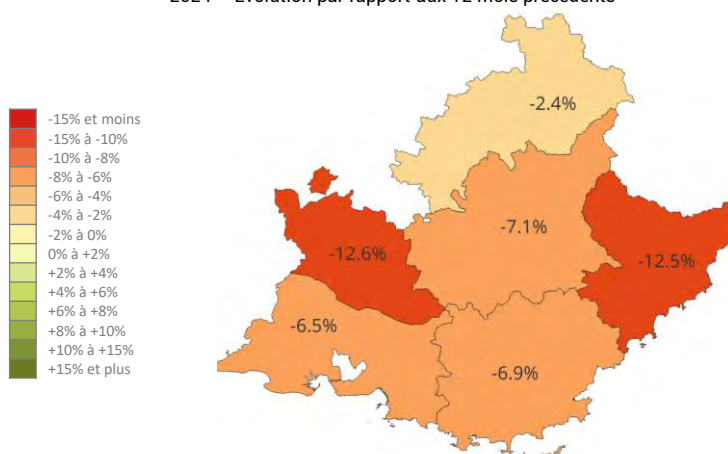 2024 – Evolution par rapport aux 12 mois précédents
-15% et moins
-15% à -10%
-10% à -8%
-8% à -6%
-6% à -4%
-4% à -2%
-2% à 0%
0% à +2%
+2% à +4%
+4% à +6%
+6% à +8%
+8% à +10%
+10% à +15%
+15% et plus
-2.4%
-7.1%
-12.6%
-12.5%
-6.5%
-6.9%